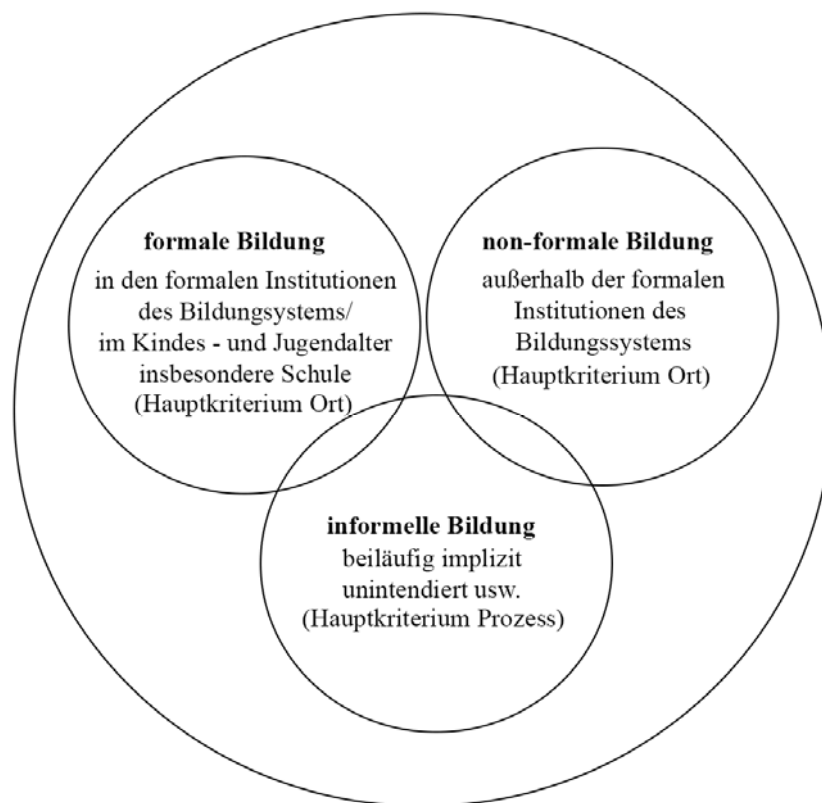 formale Bildung
in den formalen Institutionen
des Bildungsystems/
im Kindes - und Jugendalter
insbesondere Schule
(Hauptkriterium Ort)
non-formale Bildung
außerhalb der formalen
Institutionen des
Bildungssystems
(Hauptkriterium Ort)
informelle Bildung
beiläufig implizit
unintendiert usw.
(Hauptkriterium Prozess)